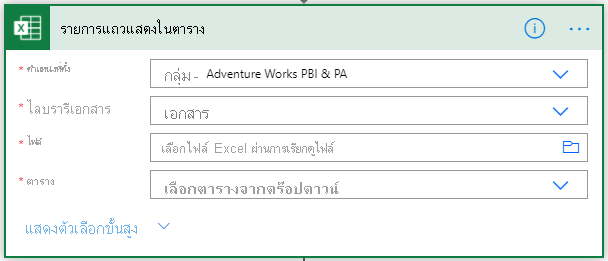 รายการแถวแสดงในตาราง
* ตำแหน่งที่ตั้ง
กลุ่ม - Adventure Works PBI & PA
* ไลบรารีเอกสาร
เอกสาร
* ไฟล์
เลือกไฟล์ Excel ผ่านการเรียกดูไฟล์
* ตาราง
เลือกตารางจากดร็อปดาวน์
แสดงตัวเลือกขั้นสูง